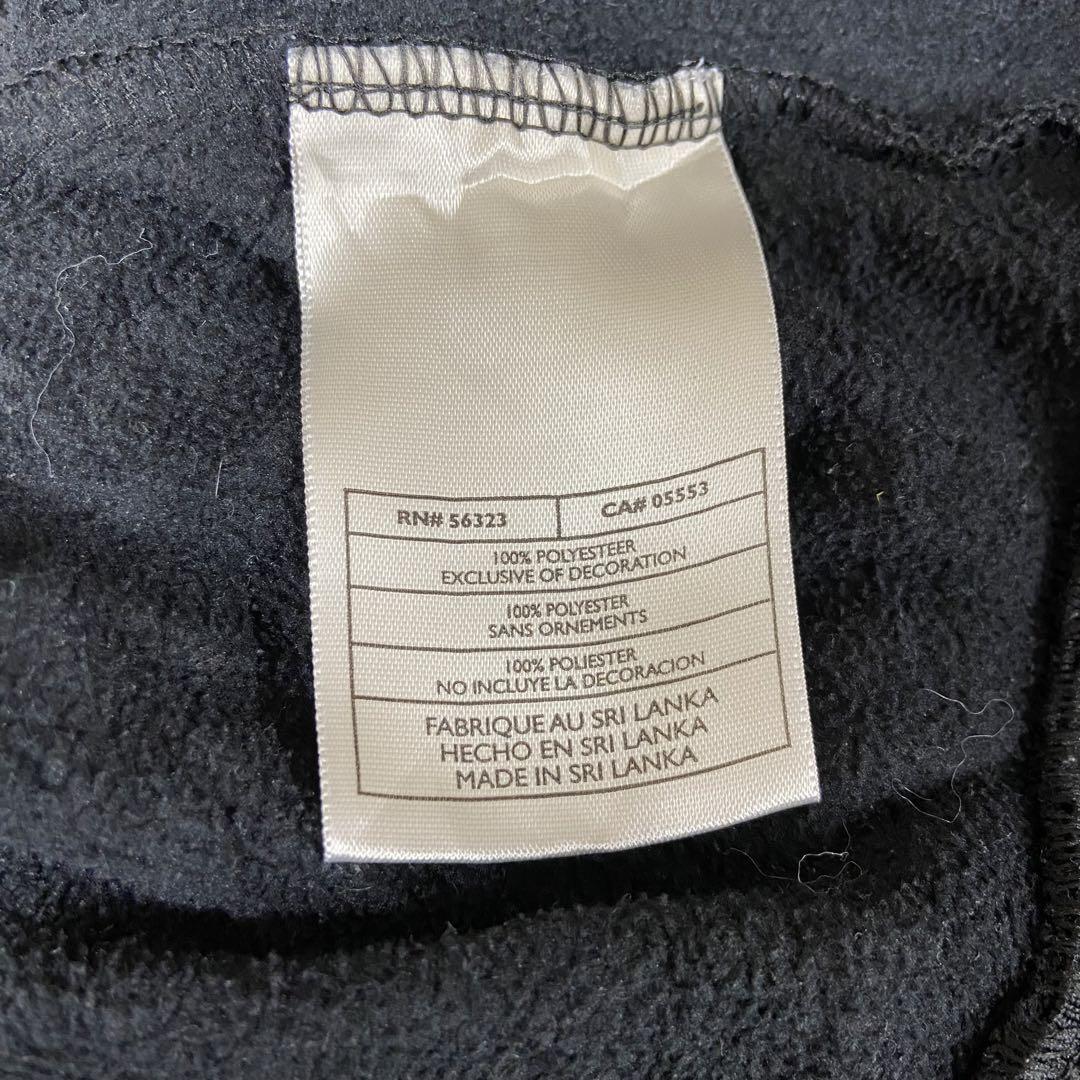 RN# 56323 CA# 05553
100% POLYESTEER
EXCLUSIVE OF DECORATION
100% POLYESTER
SANS ORNEMENTS
100% POLIESTER
NO INCLUYE LA DECORACION
FABRIQUE AU SRI LANKA
HECHO EN SRI LANKA
MADE IN SRI LANKA